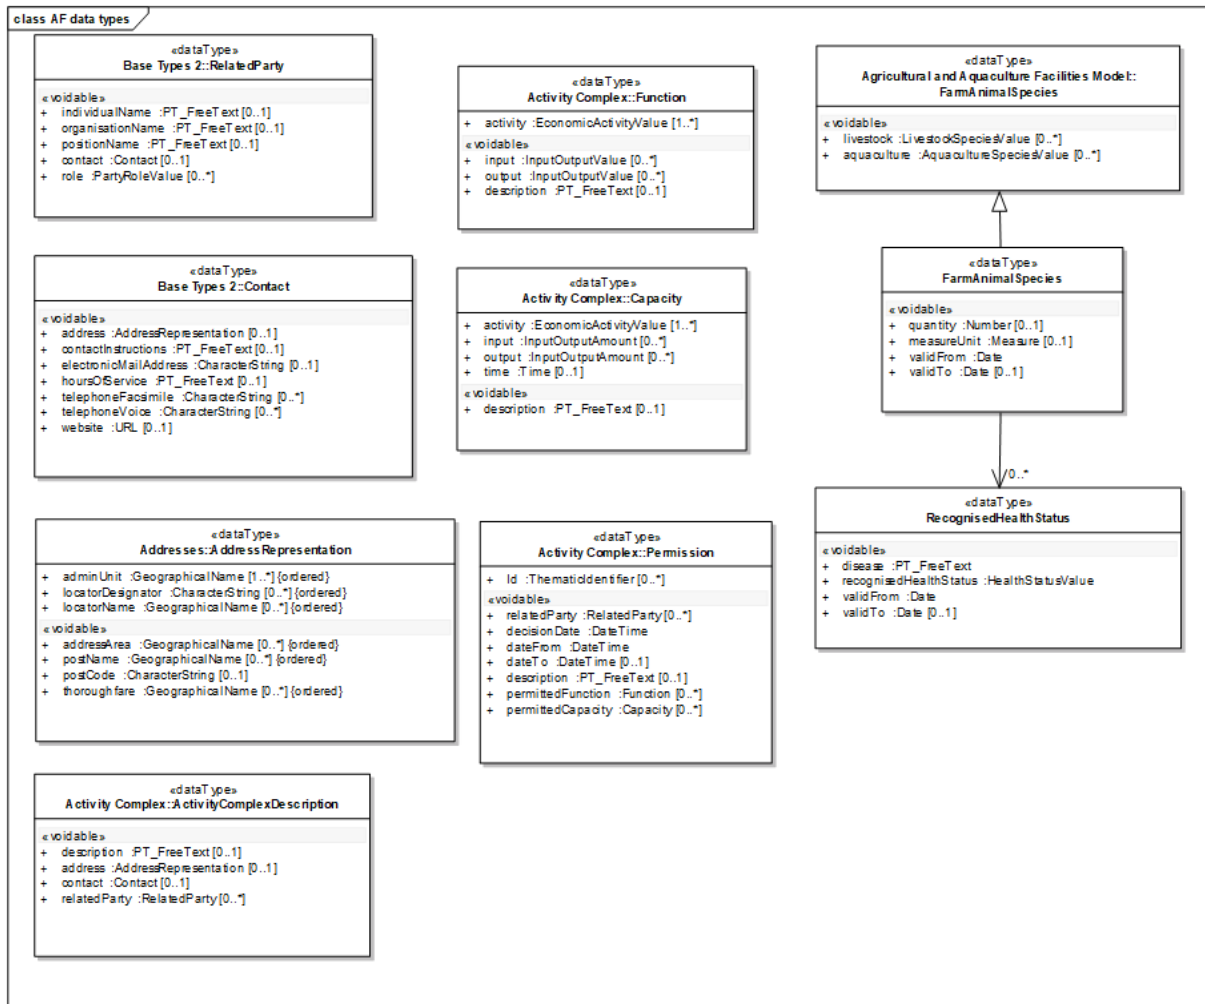 class AF data types
«dataType»
Base Types 2::RelatedParty
«voidable»
+ individualName :PT_FreeText [0..1]
+ organisationName :PT_FreeText [0..1]
+ positionName :PT_FreeText [0..1]
+ contact :Contact [0..1]
+ role :PartyRoleValue [0..*]
«dataType»
Activity Complex::Function
+ activity :EconomicActivityValue [1..*]
«voidable»
+ input :InputOutputValue [0..*]
+ output :InputOutputValue [0..*]
+ description :PT_FreeText [0..1]
«dataType»
Agricultural and Aquaculture Facilities Model::
FarmAnimalSpecies
«voidable»
+ livestock :LivestockSpeciesValue [0..*]
+ aquaculture :AquacultureSpeciesValue [0..*]
«dataType»
Base Types 2::Contact
«voidable»
+ address :AddressRepresentation [0..1]
+ contactInstructions :PT_FreeText [0..1]
+ electronicMailAddress :CharacterString [0..1]
+ hoursOfService :PT_FreeText [0..1]
+ telephoneFacsimile :CharacterString [0..*]
+ telephoneVoice :CharacterString [0..*]
+ website :URL [0..1]
«dataType»
Activity Complex::Capacity
+ activity :EconomicActivityValue [1..*]
+ input :InputOutputAmount [0..*]
+ output :InputOutputAmount [0..*]
+ time :Time [0..1]
«voidable»
+ description :PT_FreeText [0..1]
«dataType»
FarmAnimalSpecies
«voidable»
+ quantity :Number [0..1]
+ measureUnit :Measure [0..1]
+ validFrom :Date
+ validTo :Date [0..1]
0..*
«dataType»
Addresses::AddressRepresentation
+ adminUnit :GeographicalName [1..*] {ordered}
+ locatorDesignator :CharacterString [0..*] {ordered}
+ locatorName :GeographicalName [0..*] {ordered}
«voidable»
+ addressArea :GeographicalName [0..*] {ordered}
+ postName :GeographicalName [0..*] {ordered}
+ postCode :CharacterString [0..1]
+ thoroughfare :GeographicalName [0..*] {ordered}
«dataType»
Activity Complex::Permission
+ Id :ThematicIdentifier [0..*]
«voidable»
+ relatedParty :RelatedParty [0..*]
+ decisionDate :DateTime
+ dateFrom :DateTime
+ dateTo :DateTime [0..1]
+ description :PT_FreeText [0..1]
+ permittedFunction :Function [0..*]
+ permittedCapacity :Capacity [0..*]
«dataType»
RecognisedHealthStatus
«voidable»
+ disease :PT_FreeText
+ recognisedHealthStatus :HealthStatusValue
+ validFrom :Date
+ validTo :Date [0..1]
«dataType»
Activity Complex::ActivityComplexDescription
«voidable»
+ description :PT_FreeText [0..1]
+ address :AddressRepresentation [0..1]
+ contact :Contact [0..1]
+ relatedParty :RelatedParty [0..*]